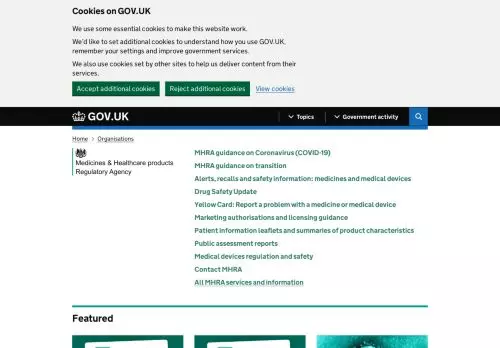 Cookies on GOV.UK
We use some essential cookies to make this website work.
We'd like to set additional cookies to understand how you use GOV.UK,
remember your settings and improve government services.
We also use cookies set by other sites to help us deliver content from their
services.
Accept additional cookies
Reject additional cookies
View cookies
GOV.UK
Topics
Government activity
Home
Organisations
Medicines & Healthcare products
Regulatory Agency
MHRA guidance on Coronavirus (COVID-19)
MHRA guidance on transition
Alerts, recalls and safety information: medicines and medical devices
Drug Safety Update
Yellow Card: Report a problem with a medicine or medical device
Marketing authorisations and licensing guidance
Patient information leaflets and summaries of product characteristics
Public assessment reports
Medical devices regulation and safety
Contact MHRA
All MHRA services and information
Featured